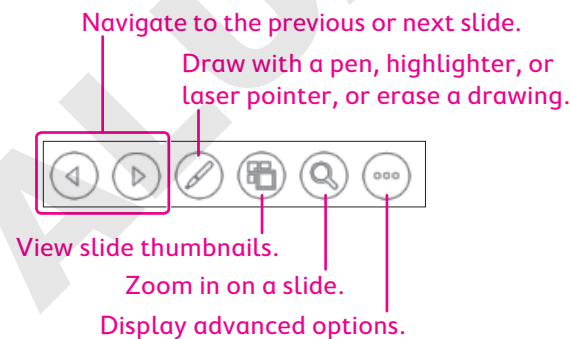 Navigate to the previous or next slide.
Draw with a pen, highlighter, or
laser pointer, or erase a drawing.
View slide thumbnails.
Zoom in on a slide.
Display advanced options.